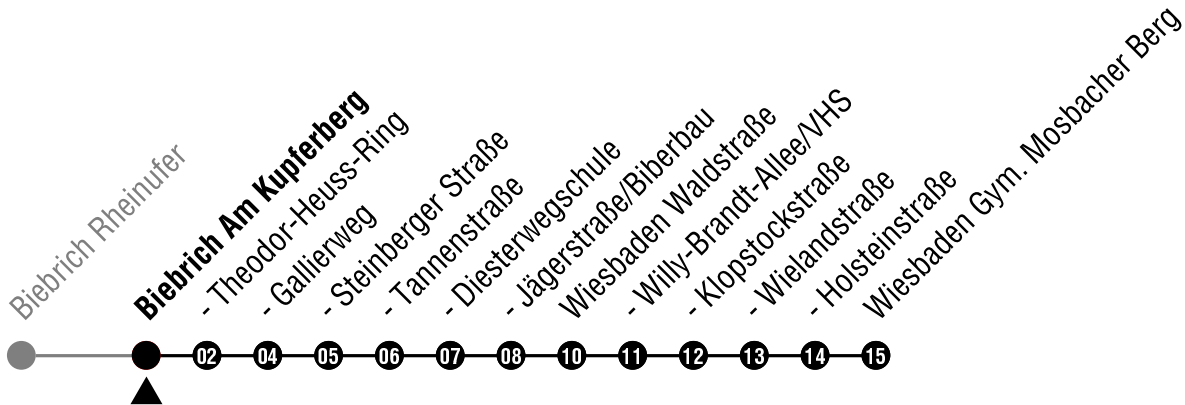 Biebrich Rheinufer
Biebrich Am Kupferberg
- Theodor-Heuss-Ring
- Gallierweg
- Steinberger Straße
- Tannenstraße
- Diesterwegschule
- Jägerstraße/Biberbau
Wiesbaden Waldstraße
- Willy-Brandt-Allee/VHS
- Klopstockstraße
- Wielandstraße
- Holsteinstraße
Wiesbaden Gym. Mosbacher Berg
02 04 05 06 07 08 10 11 12 13 14 15